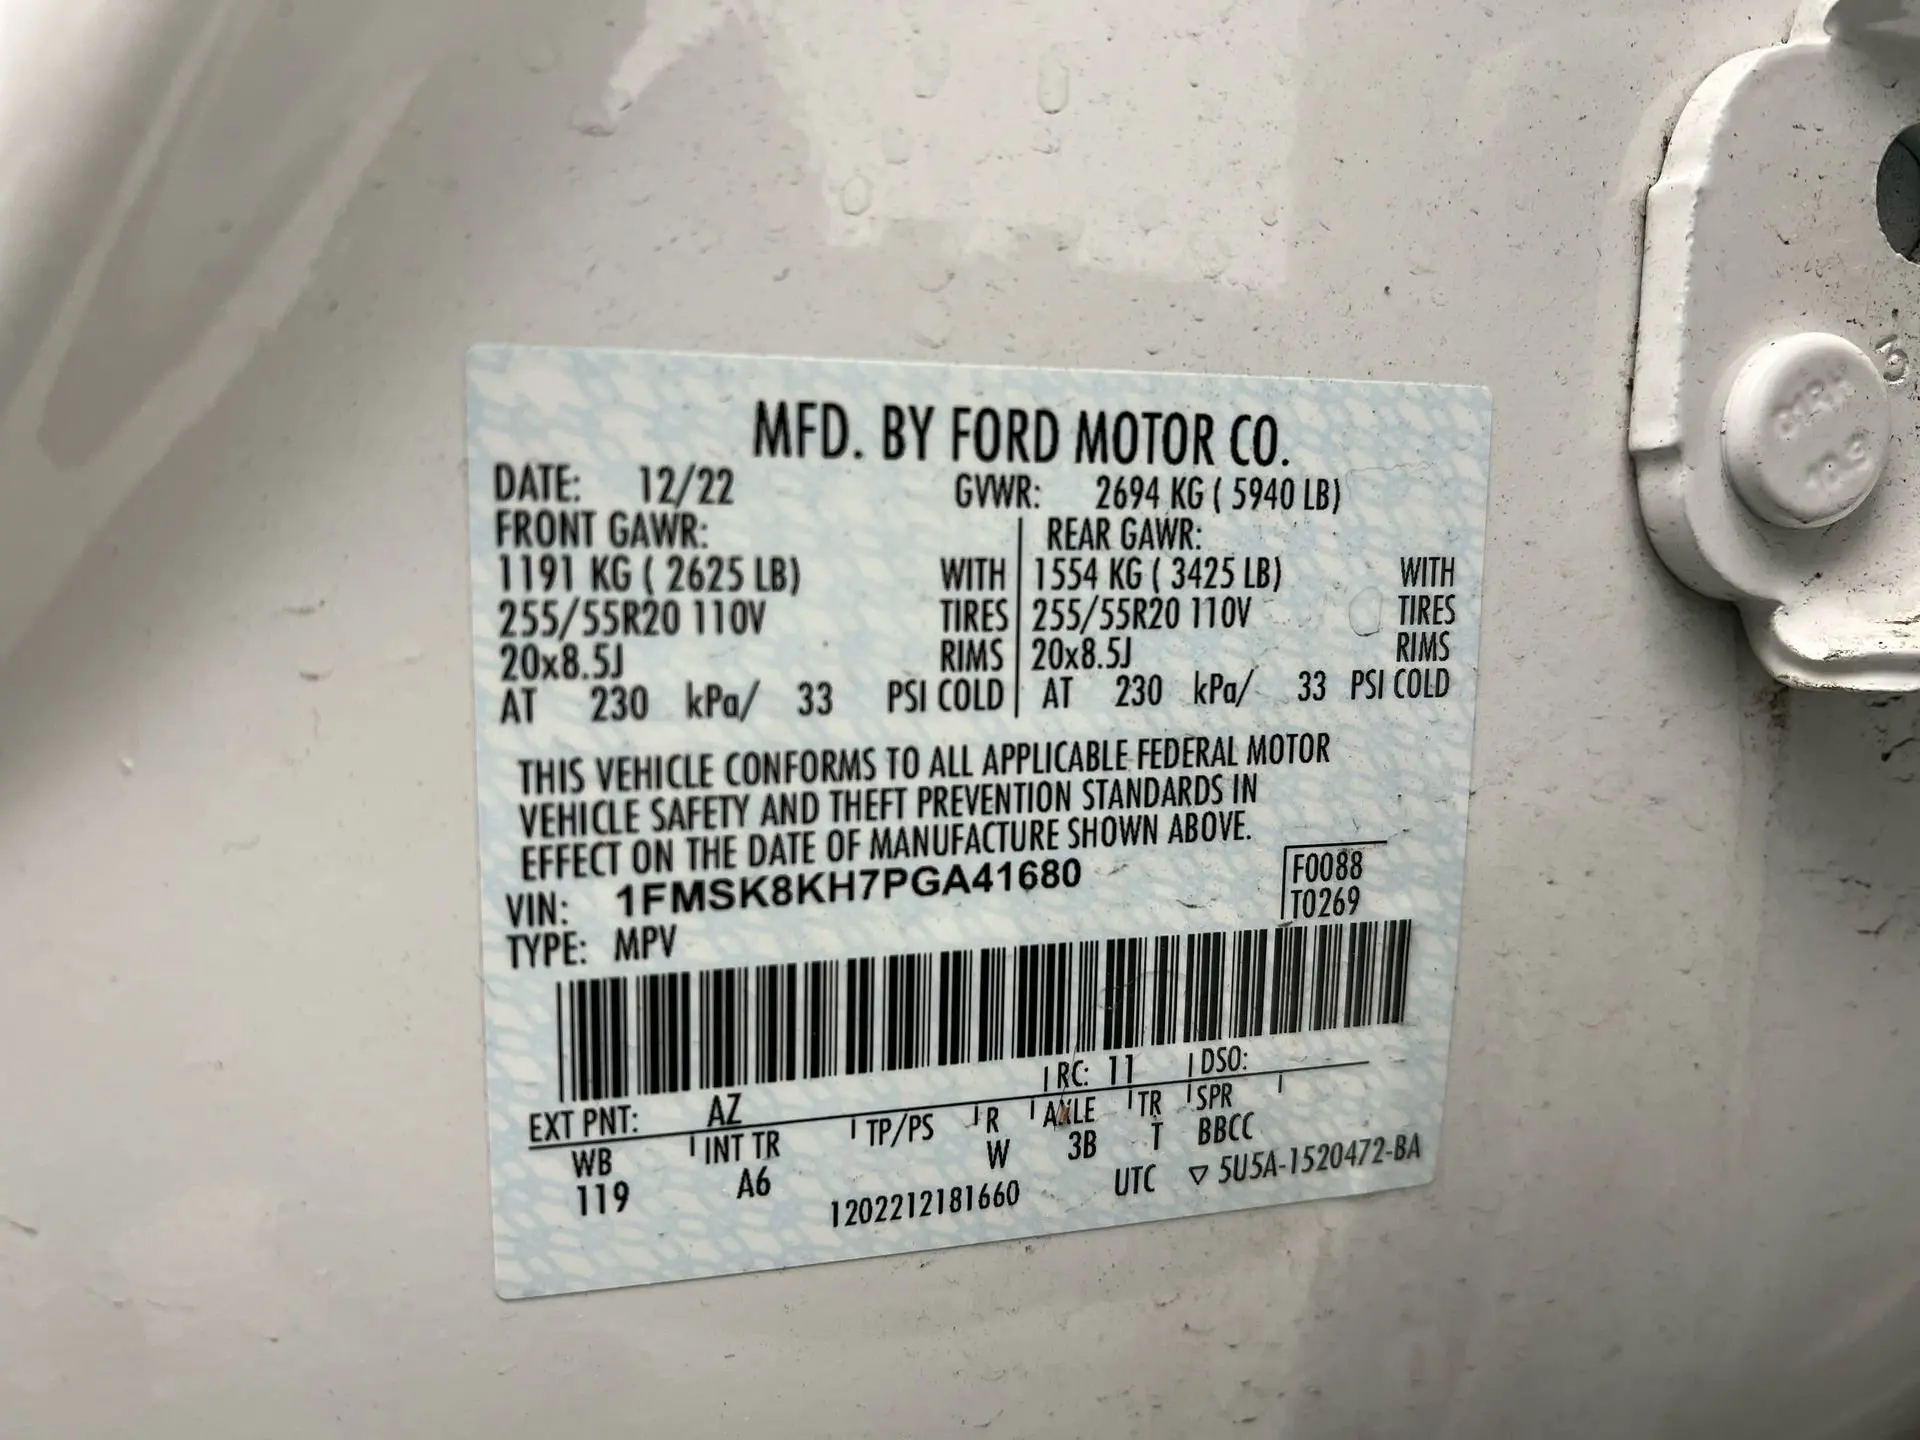 MFD. BY FORD MOTOR CO.
DATE: 12/22 GVWR: 2694 KG ( 5940 LB)
FRONT GAWR: REAR GAWR:
1191 KG ( 2625 LB) WITH 1554 KG ( 3425 LB) WITH
255/55R20 110V TIRES 255/55R20 110V TIRES
20x8.5J RIMS 20x8.5J RIMS
AT 230 kPa/ 33 PSI COLD AT 230 kPa/ 33 PSI COLD
THIS VEHICLE CONFORMS TO ALL APPLICABLE FEDERAL MOTOR
VEHICLE SAFETY AND THEFT PREVENTION STANDARDS IN
EFFECT ON THE DATE OF MANUFACTURE SHOWN ABOVE.
VIN: 1FMSK8KH7PGA41680 F0088
TYPE: MPV T0269
EXT PNT: AZ RC: 11 DSO:
WB INT TR TP/PS R AXLE TR SPR
119 A6 W 3B T BBCC
1202212181660 UTC ▽ 5U5A-1520472-BA